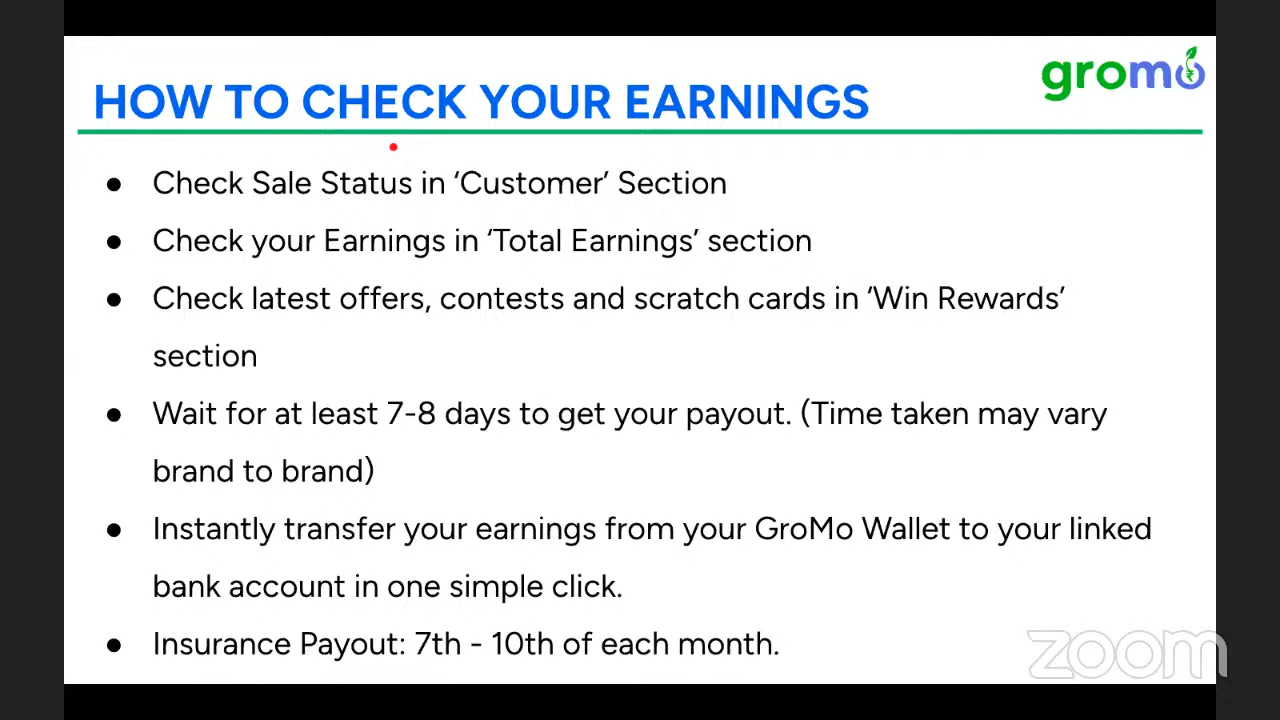 gromo
HOW TO CHECK YOUR EARNINGS
● Check Sale Status in ‘Customer’ Section
● Check your Earnings in ‘Total Earnings’ section
● Check latest offers, contests and scratch cards in ‘Win Rewards’
section
● Wait for at least 7-8 days to get your payout. (Time taken may vary
brand to brand)
● Instantly transfer your earnings from your GroMo Wallet to your linked
bank account in one simple click.
● Insurance Payout: 7th - 10th of each month.
zoom